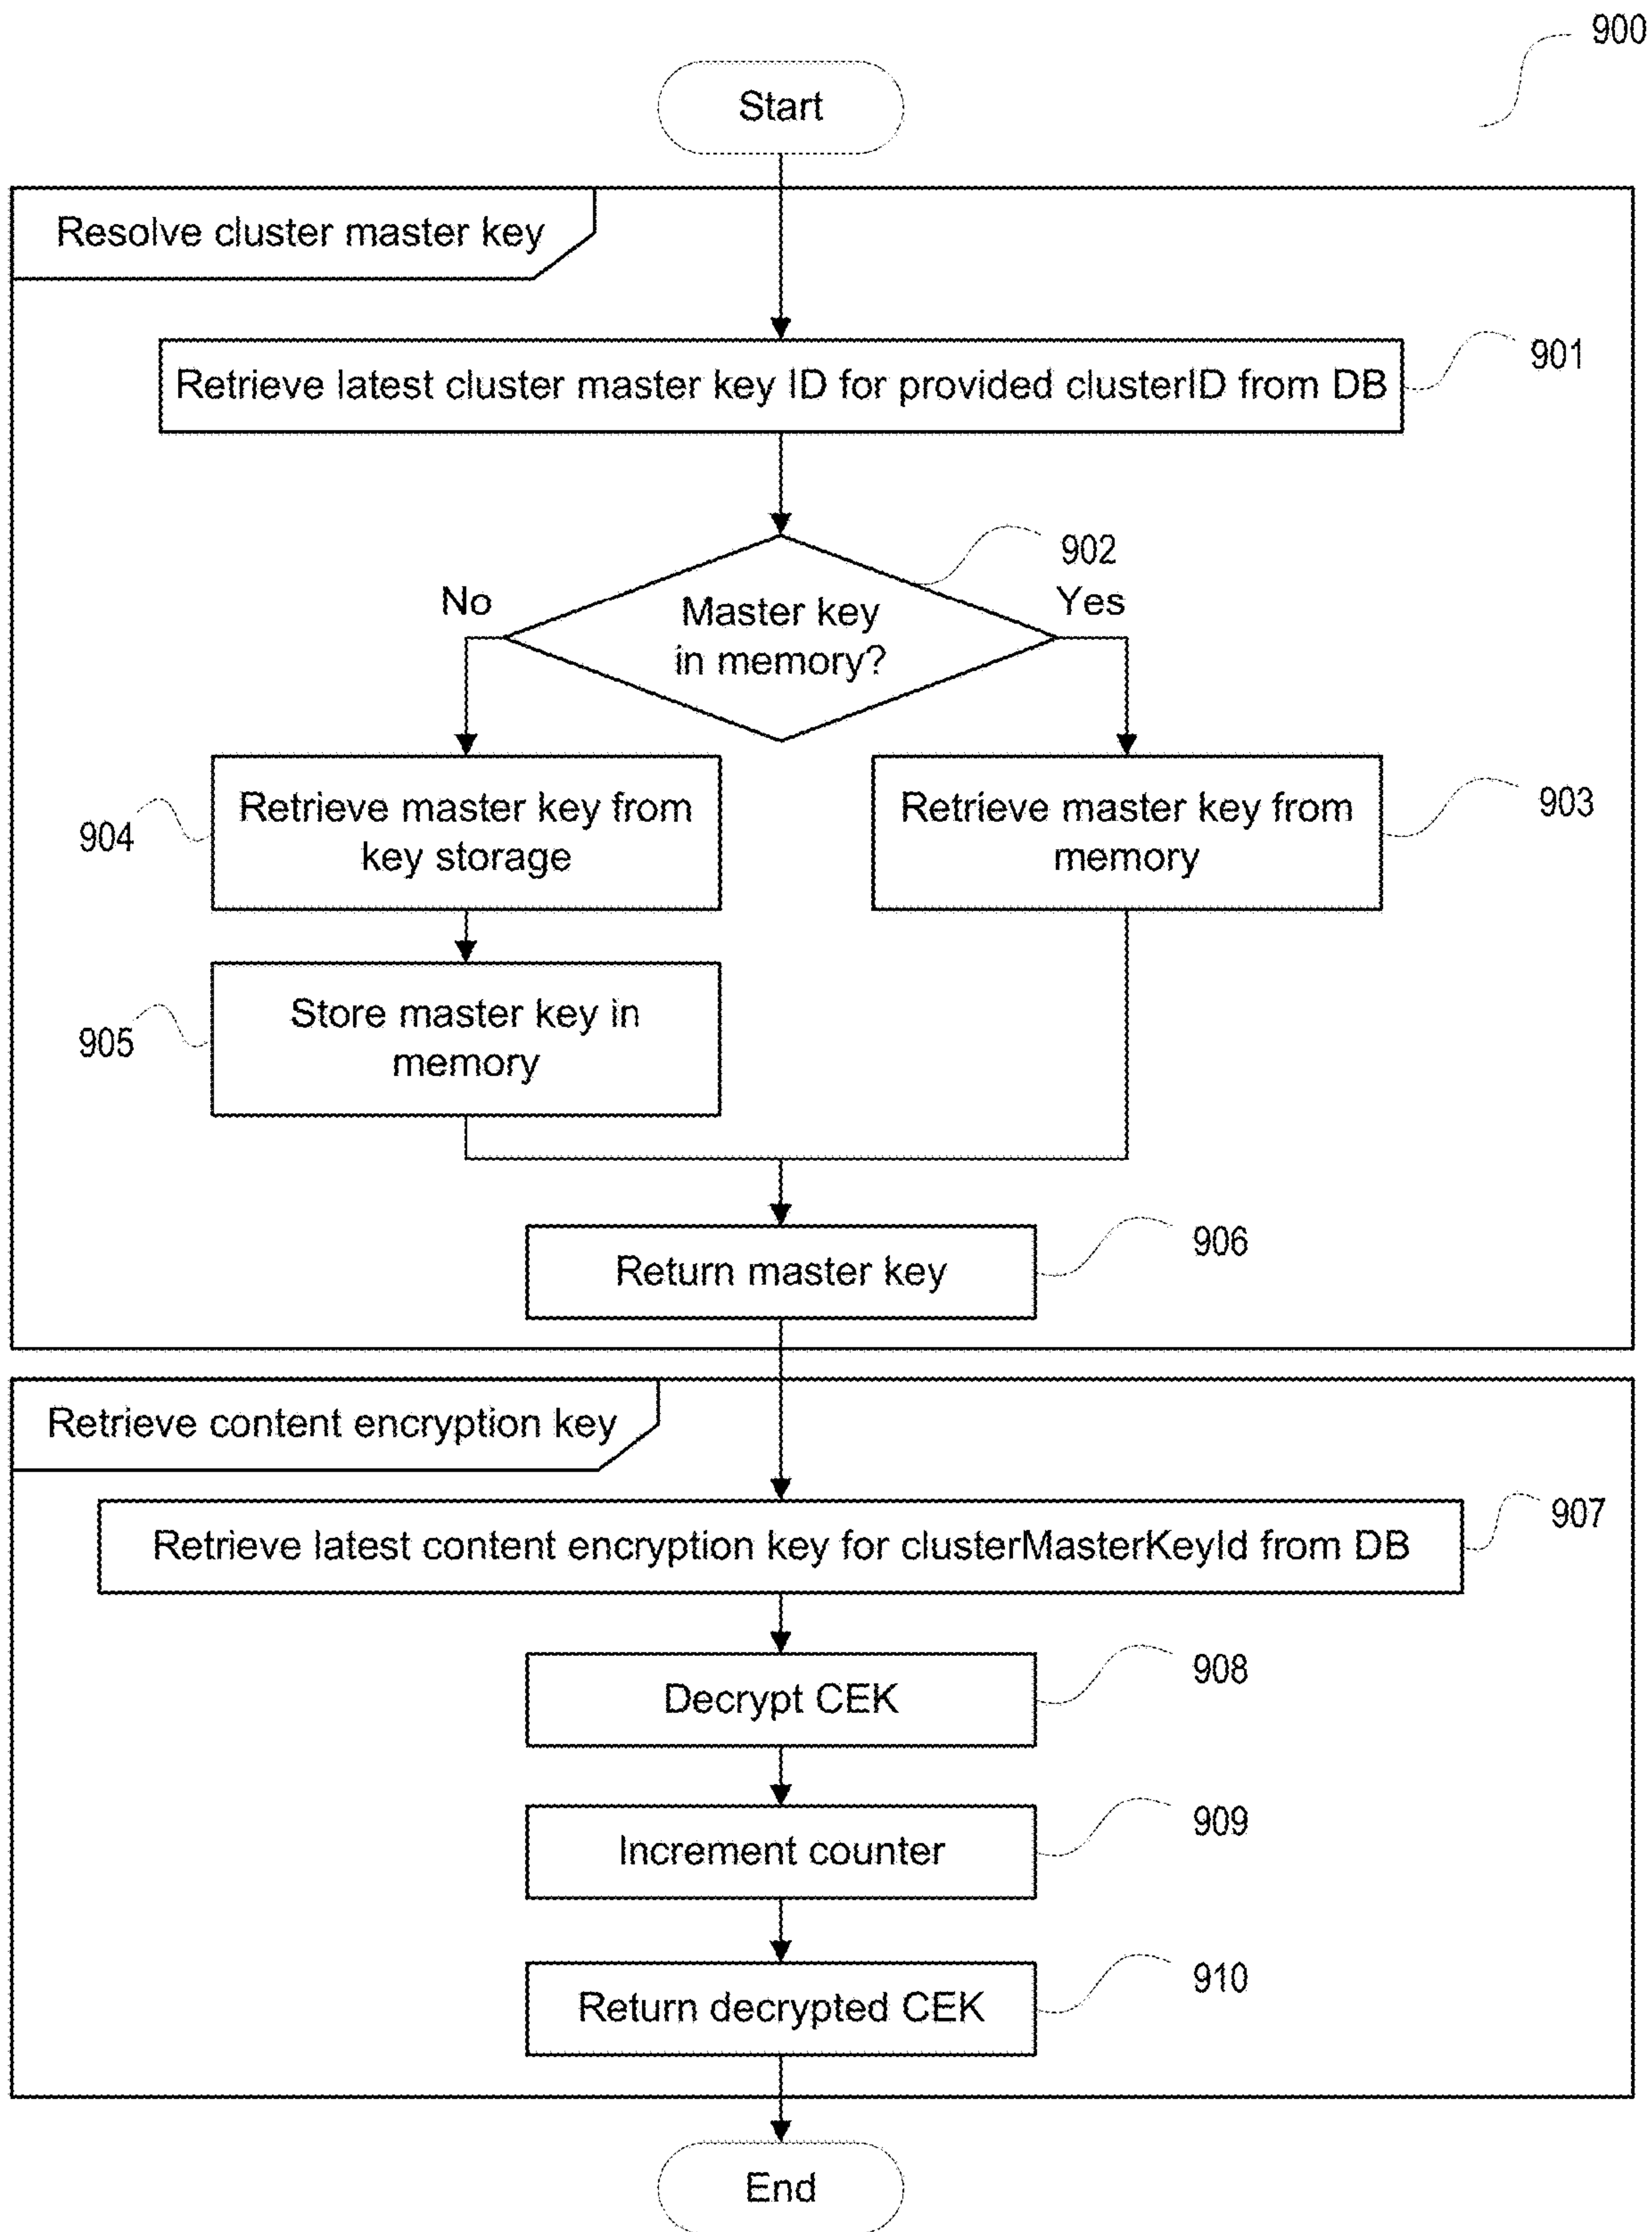 900
Start
Resolve cluster master key
Retrieve latest cluster master key ID for provided clusterID from DB
901
902
No
Yes
Master key
in memory?
Retrieve master key from
key storage
904
Retrieve master key from
memory
903
Store master key in
memory
905
Return master key
906
Retrieve content encryption key
Retrieve latest content encryption key for clusterMasterKeyId from DB
907
Decrypt CEK
908
Increment counter
909
Return decrypted CEK
910
End